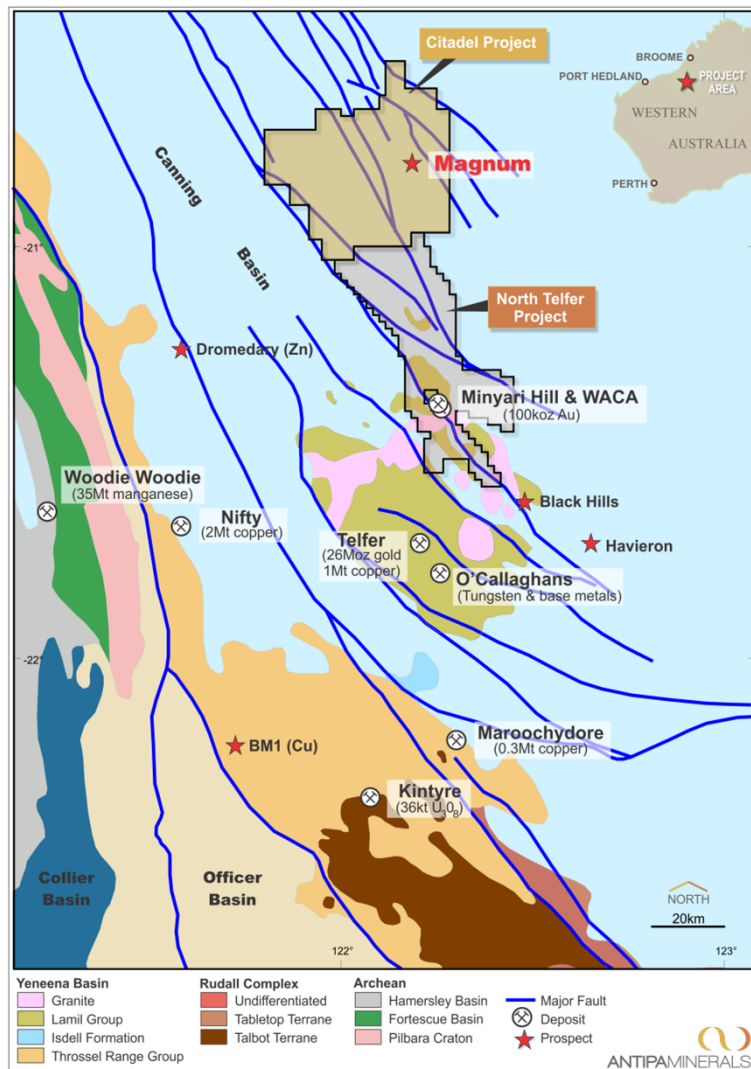 Citadel Project
BROOME
PORT HEDLAND
PROJECT
AREA
WESTERN
AUSTRALIA
PERTH
Magnum
Canning
Basin
-21°
North Telfer
Project
Dromedary (Zn)
Minyari Hill & WACA
(100koz Au)
Woodie Woodie
(35Mt manganese)
Nifty
(2Mt copper)
Black Hills
Telfer
(26Moz gold
1Mt copper)
Havieron
O'Callaghans
(Tungsten & base metals)
-22°
Maroochydore
(0.3Mt copper)
BM1 (Cu)
Kintyre
(36kt U₃0₈)
Collier
Basin
Officer
Basin
NORTH
20km
122°
123°
Yeneena Basin
Granite
Lamil Group
Isdell Formation
Throssel Range Group
Rudall Complex
Undifferentiated
Tabletop Terrane
Talbot Terrane
Archean
Hamersley Basin
Fortescue Basin
Pilbara Craton
Major Fault
Deposit
Prospect
ANTIPAMINERALS